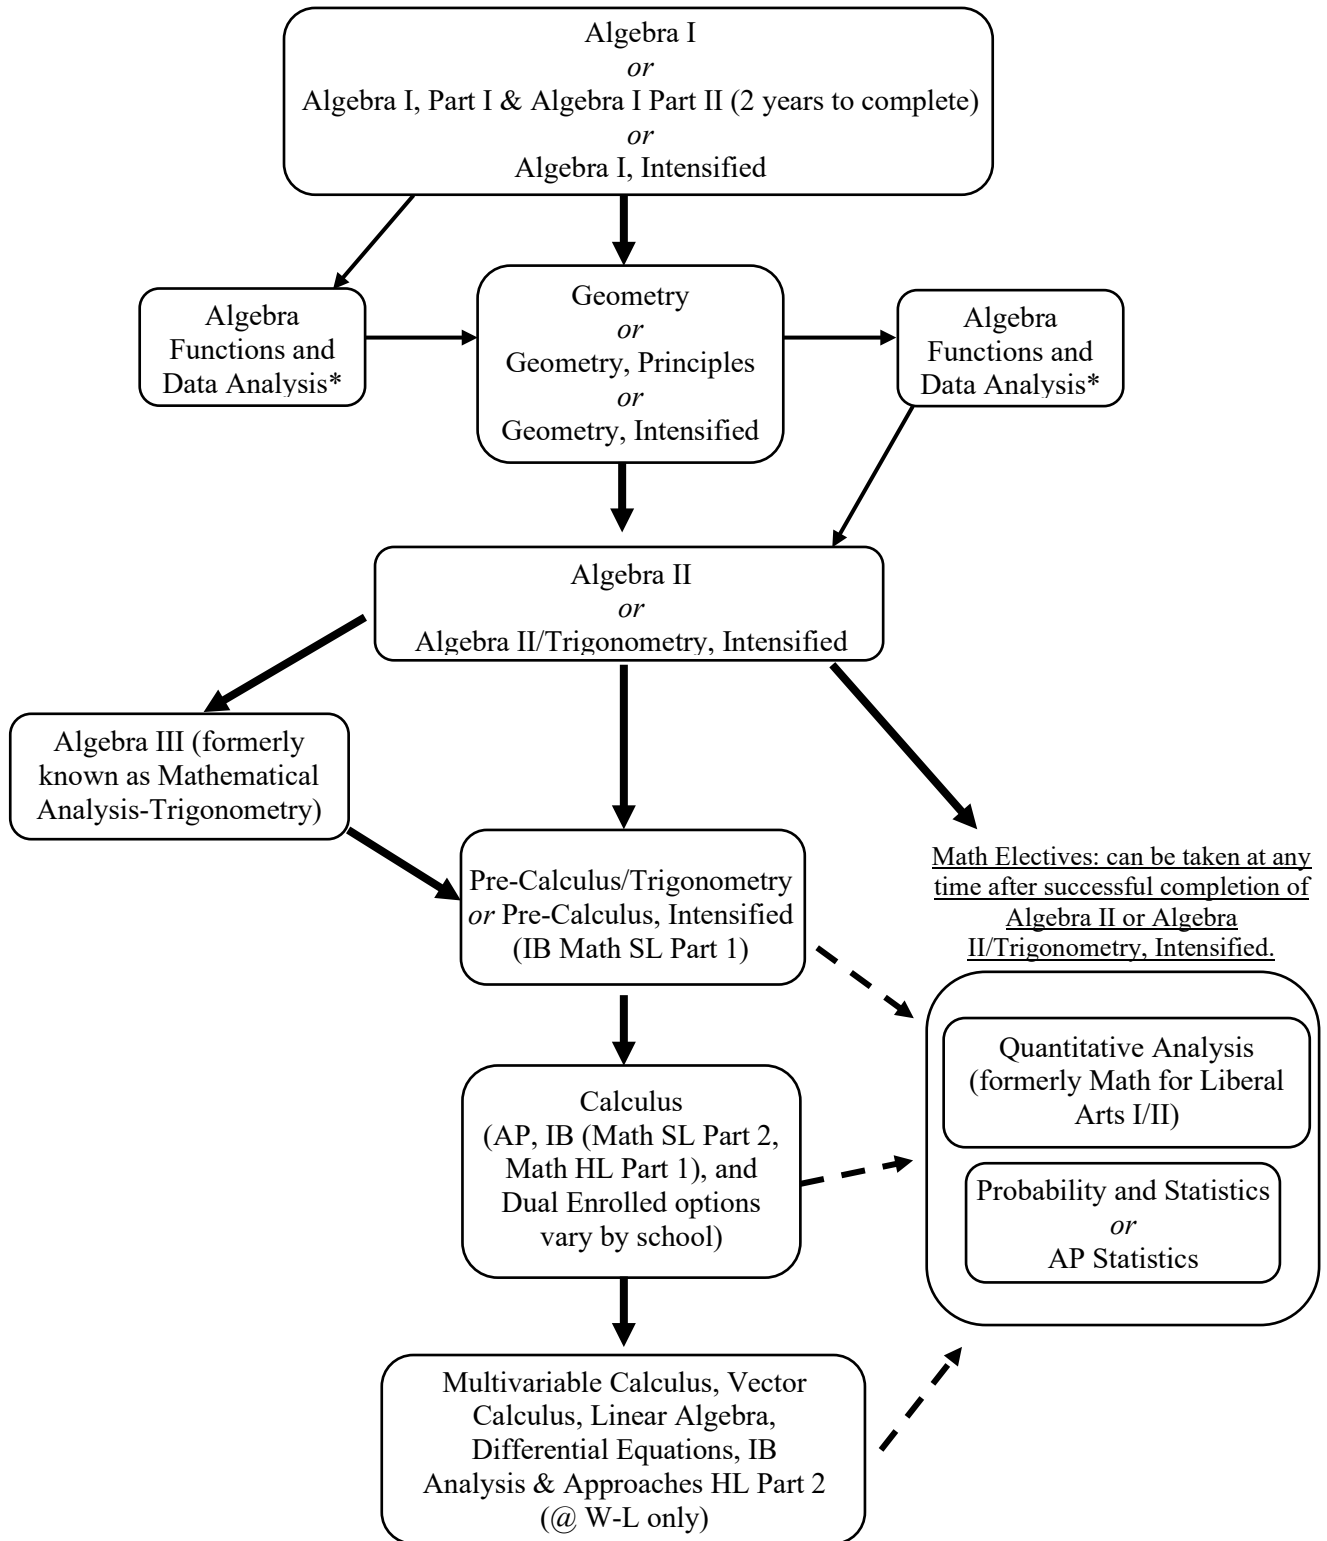 Algebra I
or
Algebra I, Part I & Algebra I Part II (2 years to complete)
or
Algebra I, Intensified
Algebra
Functions and
Data Analysis*
Geometry
or
Geometry, Principles
or
Geometry, Intensified
Algebra
Functions and
Data Analysis*
Algebra II
or
Algebra II/Trigonometry, Intensified
Algebra III (formerly
known as Mathematical
Analysis-Trigonometry)
Pre-Calculus/Trigonometry
or Pre-Calculus, Intensified
(IB Math SL Part 1)
Math Electives: can be taken at any
time after successful completion of
Algebra II or Algebra
II/Trigonometry, Intensified.
Quantitative Analysis
(formerly Math for Liberal
Arts I/II)
Probability and Statistics
or
AP Statistics
Calculus
(AP, IB (Math SL Part 2,
Math HL Part 1), and
Dual Enrolled options
vary by school)
Multivariable Calculus, Vector
Calculus, Linear Algebra,
Differential Equations, IB
Analysis & Approaches HL Part 2
(@ W-L only)